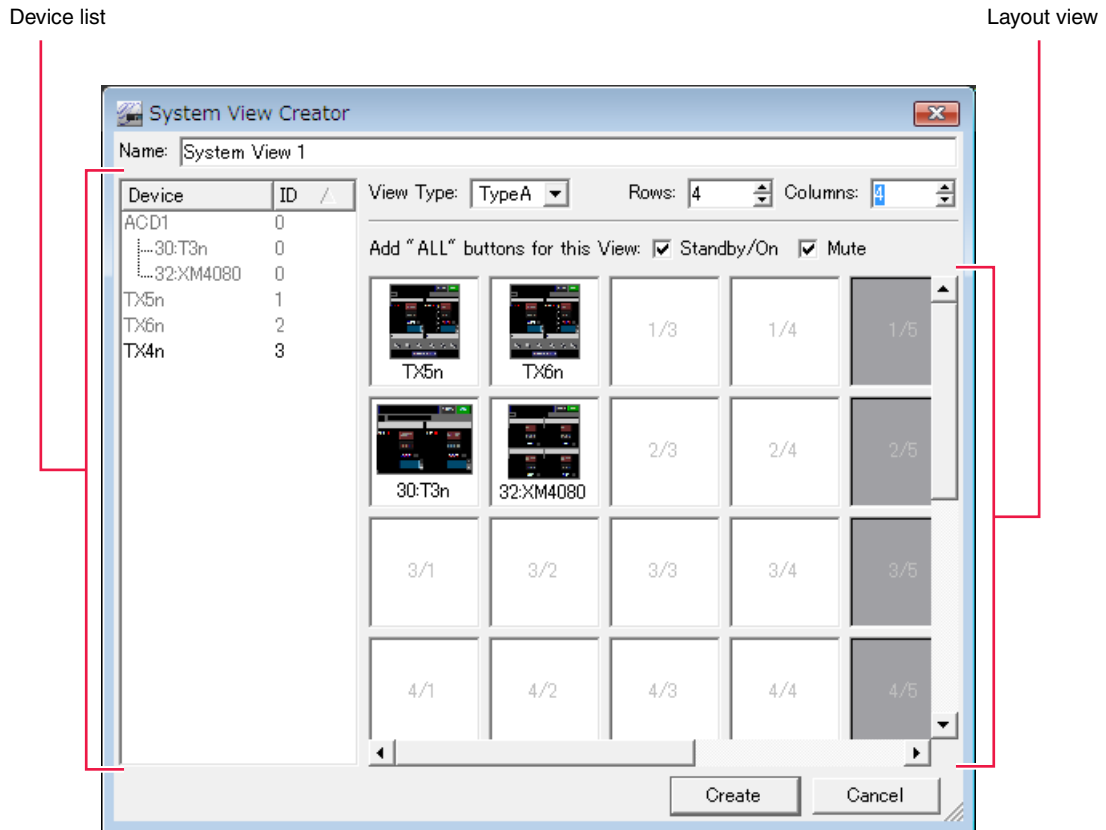 Device list
Layout view
System View Creator
Name: System View 1
Device ID
View Type: TypeA Rows: 4 Columns: 4
ACD1 0
30:T3n 0
32:XM4080 0
TX5n 1
TX6n 2
TX4n 3
Add "ALL" buttons for this View: Standby/On Mute
TX5n TX6n 1/3 1/4 1/5
30:T3n 32:XM4080 2/3 2/4 2/5
3/1 3/2 3/3 3/4 3/5
4/1 4/2 4/3 4/4 4/5
Create Cancel